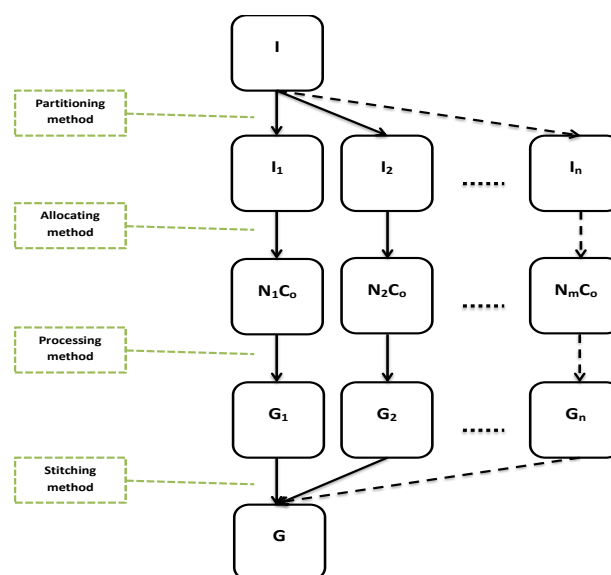 I
Partitioning
method
I₁ I₂ ...... Iₙ
Allocating
method
N₁Cₒ N₂Cₒ ...... NₘCₒ
Processing
method
G₁ G₂ ...... Gₙ
Stitching
method
G